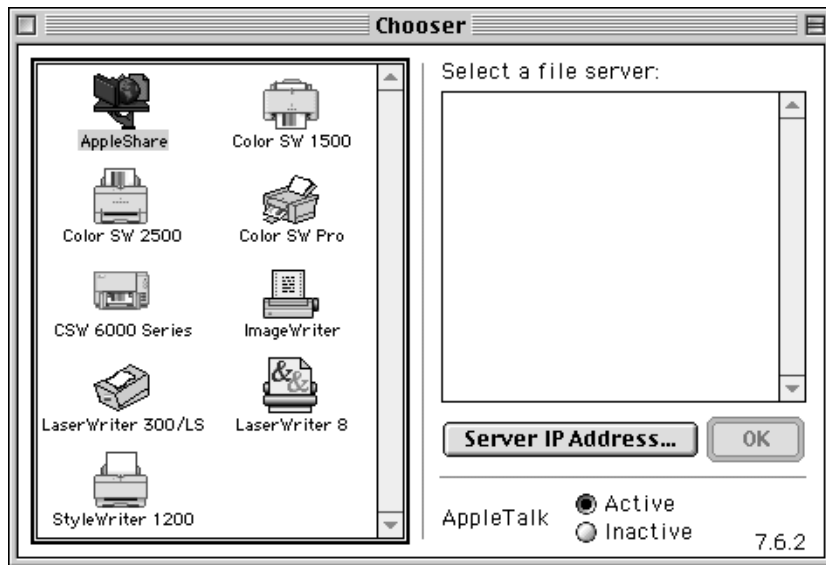 Chooser
AppleShare
Color SW 1500
Color SW 2500
Color SW Pro
CSW 6000 Series
ImageWriter
LaserWriter 300/LS
LaserWriter 8
StyleWriter 1200
Select a file server:
Server IP Address...
OK
AppleTalk
Active
Inactive
7.6.2